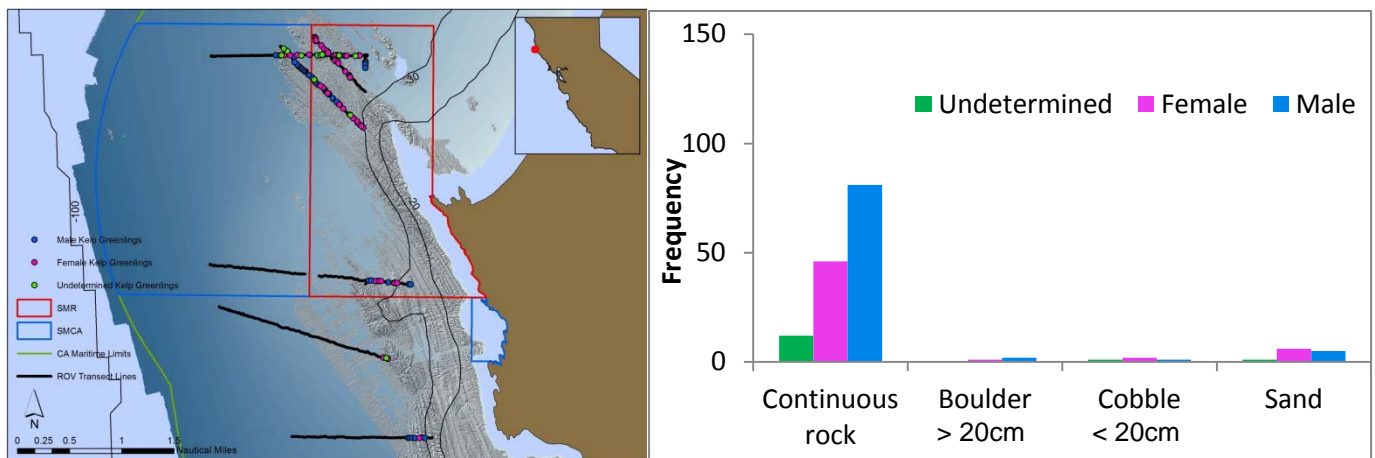 -30
-20
-100
Male Kelp Greenlings
Female Kelp Greenlings
Undetermined Kelp Greenlings
SMR
SMCA
CA Maritime Limits
ROV Transect Lines
N
0 0.25 0.5 1 1.5
Nautical Miles
150
100
50
0
Frequency
Undetermined Female Male
Continuous rock
Boulder > 20cm
Cobble < 20cm
Sand